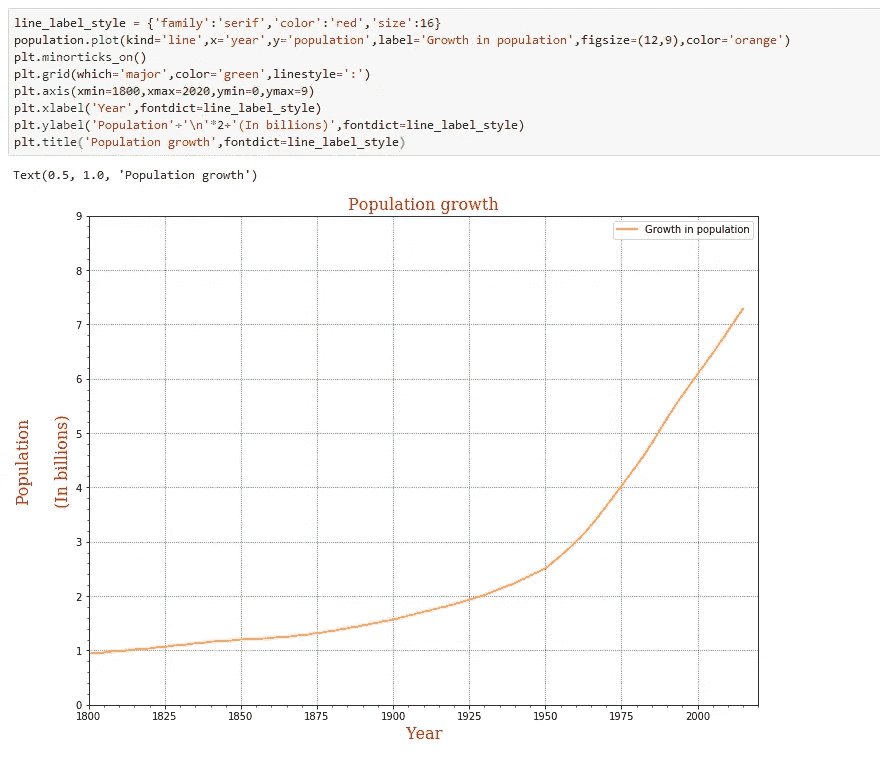 line_label_style = {'family':'serif','color':'red','size':16}
population.plot(kind='line',x='year',y='population',label='Growth in population',figsize=(12,9),color='orange')
plt.minorticks_on()
plt.grid(which='major',color='green',linestyle=':')
plt.axis(xmin=1800,xmax=2020,ymin=0,ymax=9)
plt.xlabel('Year',fontdict=line_label_style)
plt.ylabel('Population'+'\n'*2+'(In billions)',fontdict=line_label_style)
plt.title('Population growth',fontdict=line_label_style)
Text(0.5, 1.0, 'Population growth')
Population growth
Growth in population
9
8
7
6
5
4
3
2
1
0
Population
(In billions)
1800 1825 1850 1875 1900 1925 1950 1975 2000
Year